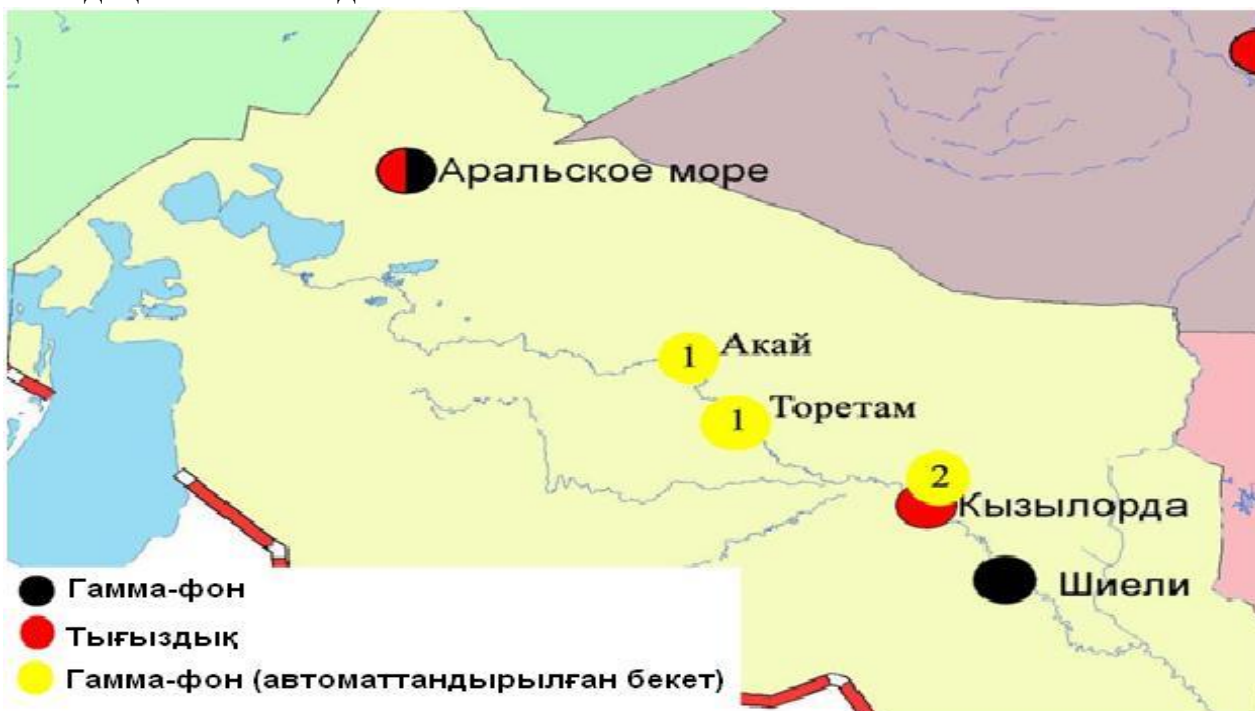 Аральское море
1 Акай
1 Торетам
2
Кызылорда
Шиели
Гамма-фон
Тығыздық
Гамма-фон (автоматтандырылған бекет)